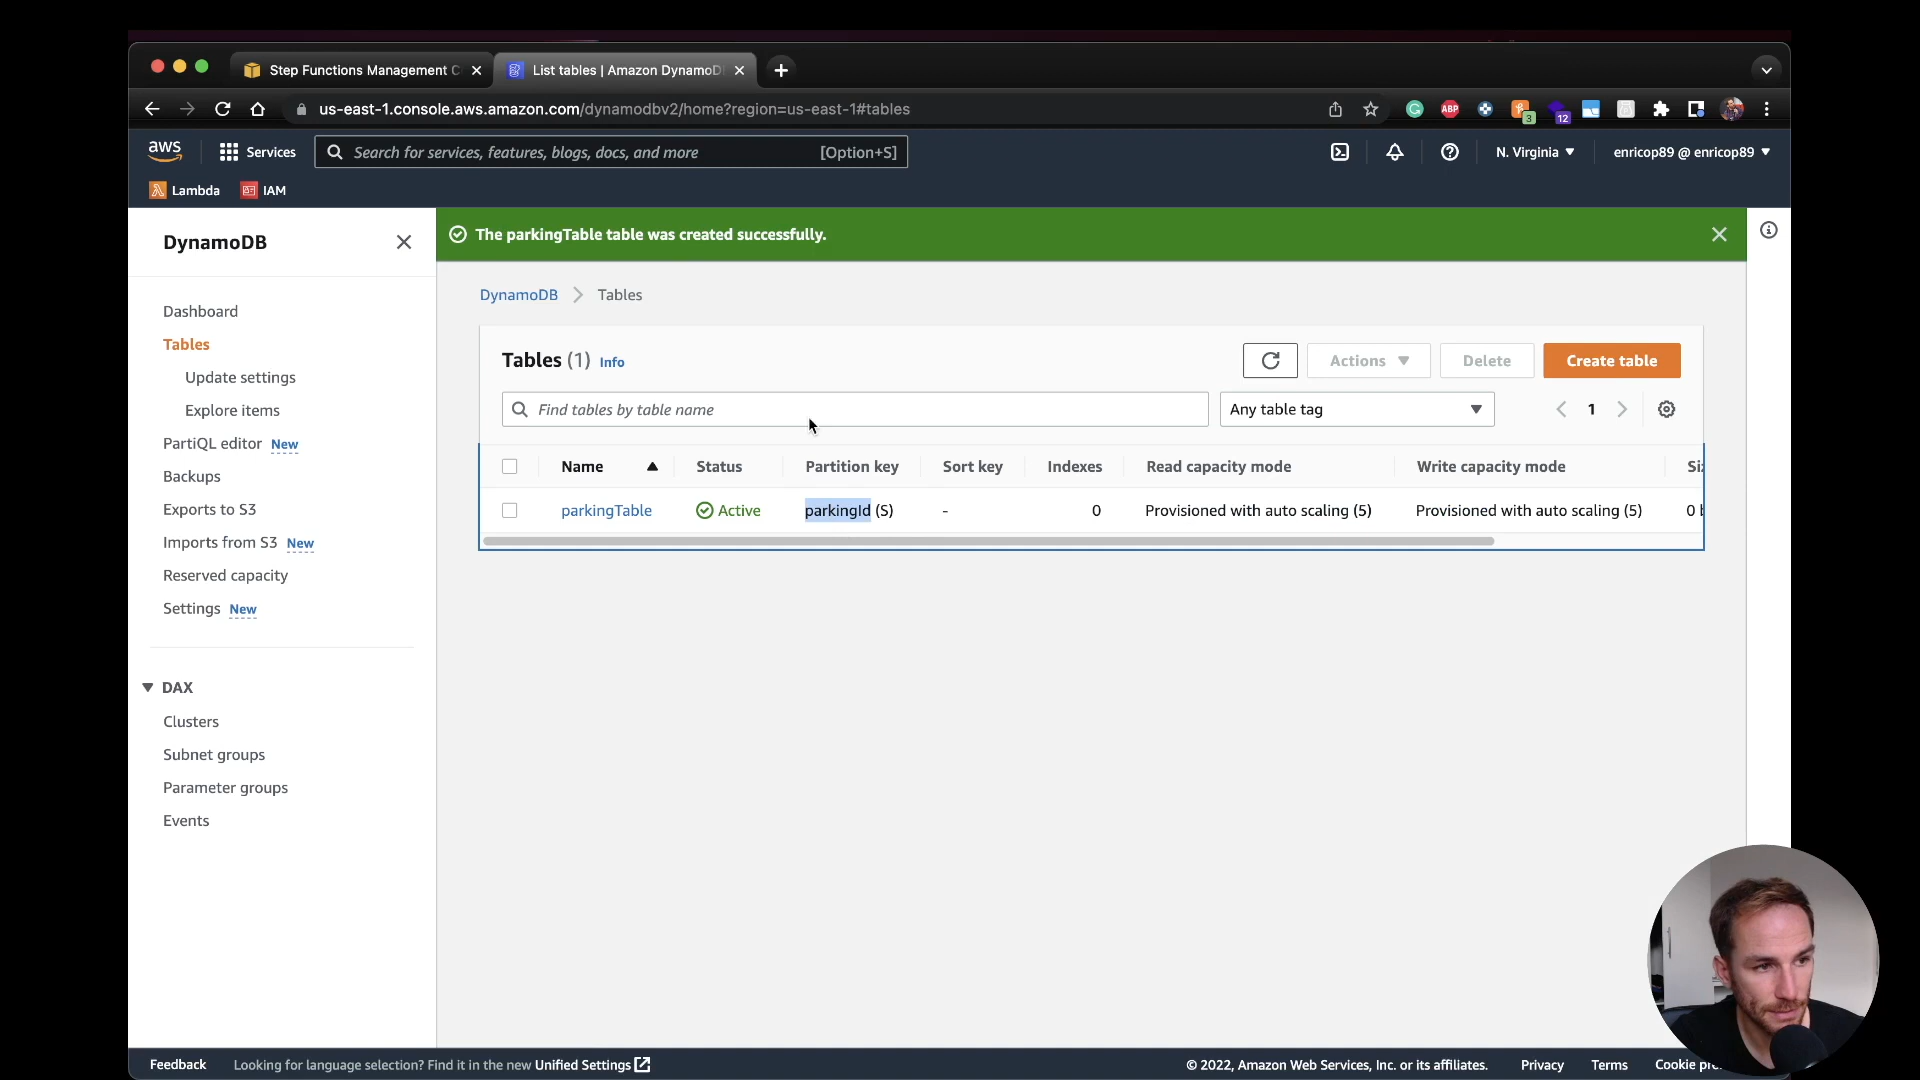 Step Functions Management C
List tables | Amazon DynamoD
us-east-1.console.aws.amazon.com/dynamodbv2/home?region=us-east-1#tables
ABP
3
12
aws
Services
Search for services, features, blogs, docs, and more
[Option+S]
N. Virginia
enricop89 @ enricop89
Lambda
IAM
DynamoDB
The parkingTable table was created successfully.
DynamoDB
Tables
Dashboard
Tables
Update settings
Explore items
PartiQL editor New
Backups
Exports to S3
Imports from S3 New
Reserved capacity
Settings New
DAX
Clusters
Subnet groups
Parameter groups
Events
Tables (1) Info
Actions
Delete
Create table
Find tables by table name
Any table tag
1
Name Status Partition key Sort key Indexes Read capacity mode Write capacity mode
parkingTable Active parkingId (S) - 0 Provisioned with auto scaling (5) Provisioned with auto scaling (5) 0
Feedback Looking for language selection? Find it in the new Unified Settings
© 2022, Amazon Web Services, Inc. or its affiliates. Privacy Terms Cookie